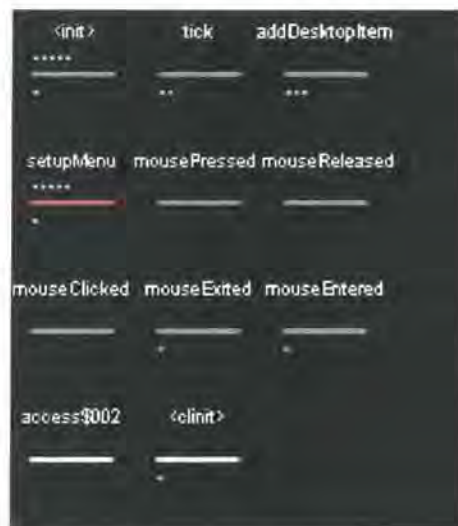 <init> tick addDesktopItem
setupMenu mousePressed mouseReleased
mouseClicked mouseExited mouseEntered
access$002 <clinit>